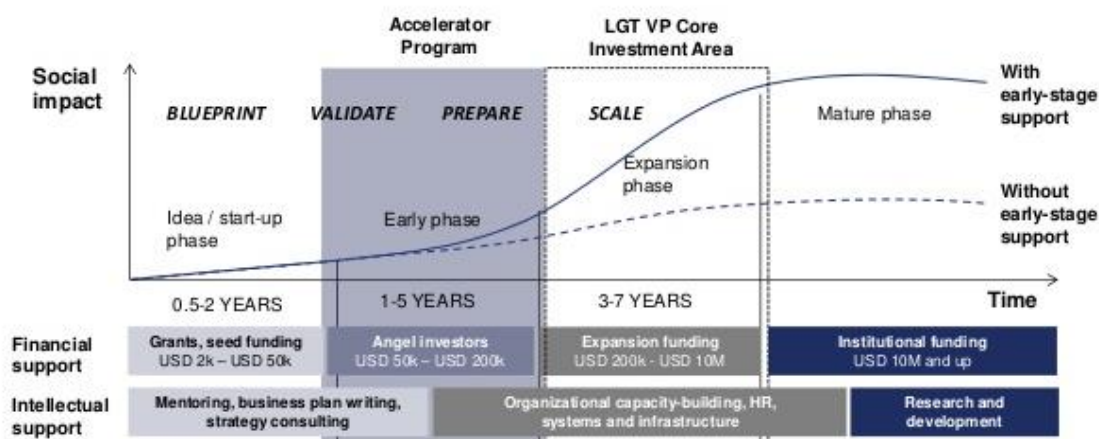 Accelerator
Program
LGT VP Core
Investment Area
Social
impact
With
early-stage
support
BLUEPRINT
VALIDATE
PREPARE
SCALE
Mature phase
Expansion
phase
Without
early-stage
support
Idea / start-up
phase
Early phase
0.5-2 YEARS
1-5 YEARS
3-7 YEARS
Time
Financial
support
Grants, seed funding
USD 2k – USD 50k
Angel investors
USD 50k – USD 200k
Expansion funding
USD 200k - USD 10M
Institutional funding
USD 10M and up
Intellectual
support
Mentoring, business plan writing,
strategy consulting
Organizational capacity-building, HR,
systems and infrastructure
Research and
development